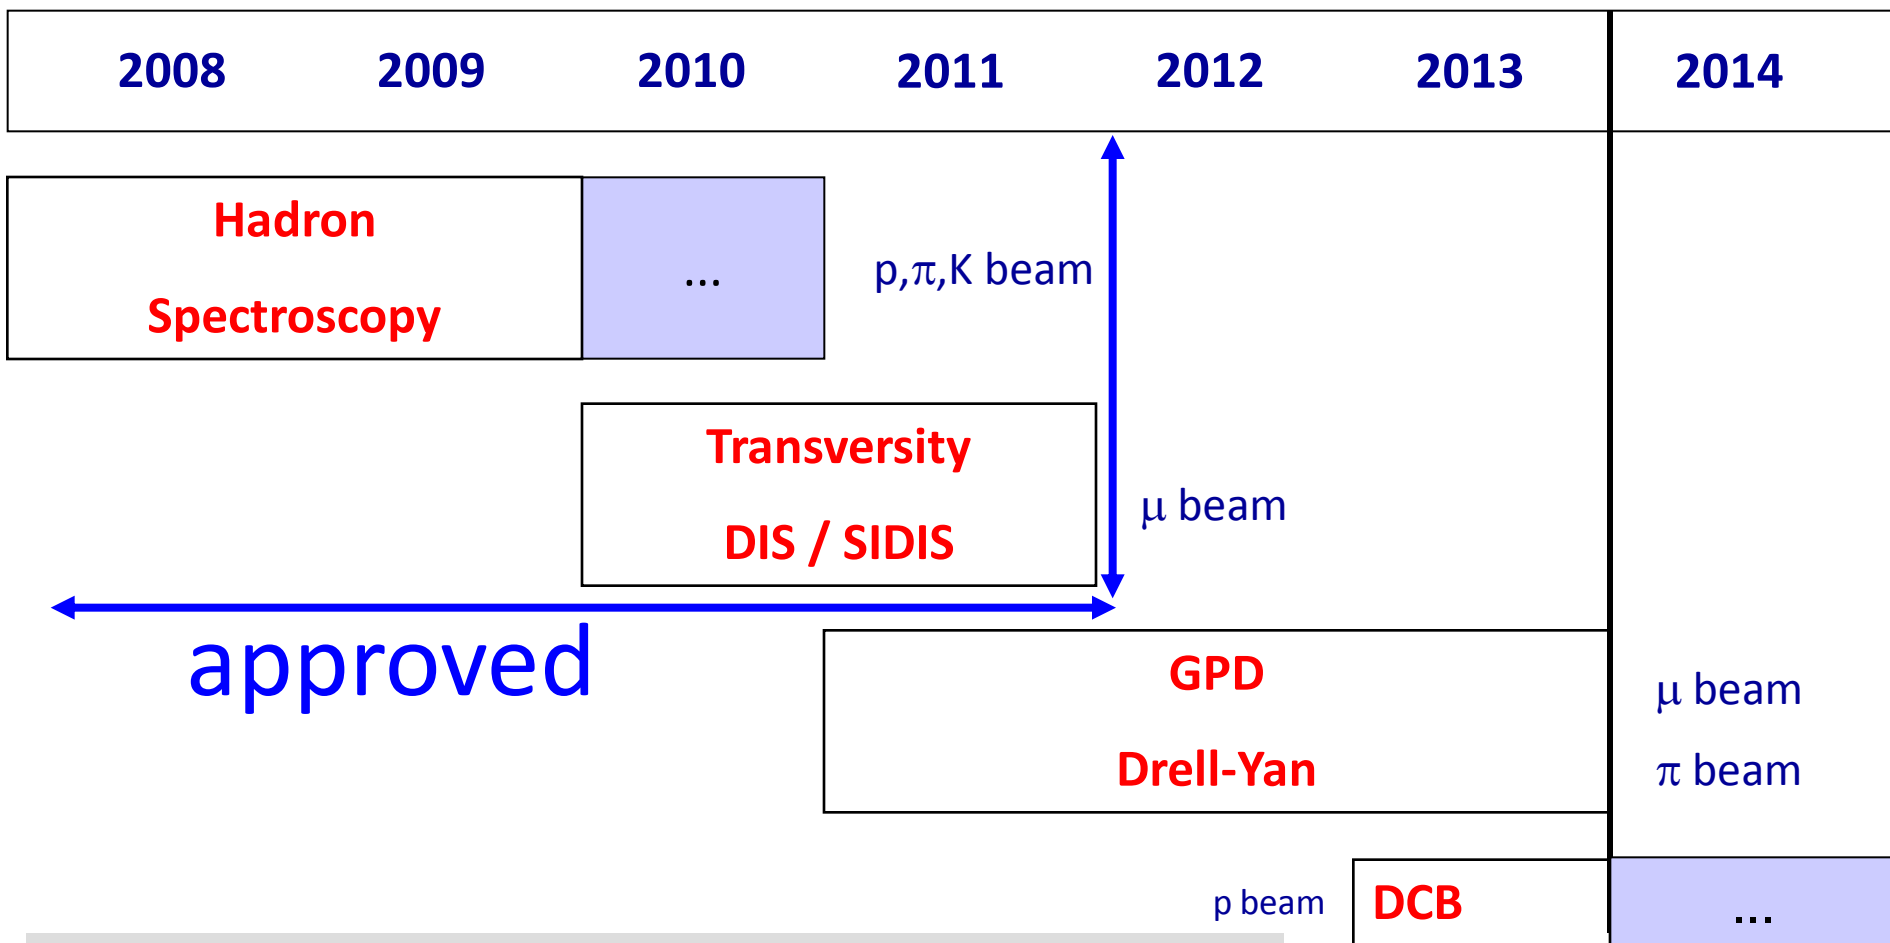 2008 2009 2010 2011 2012 2013 2014
Hadron
Spectroscopy
...
p,π,K beam
Transversity
DIS / SIDIS
μ beam
approved
GPD
Drell-Yan
μ beam
π beam
p beam
DCB
...